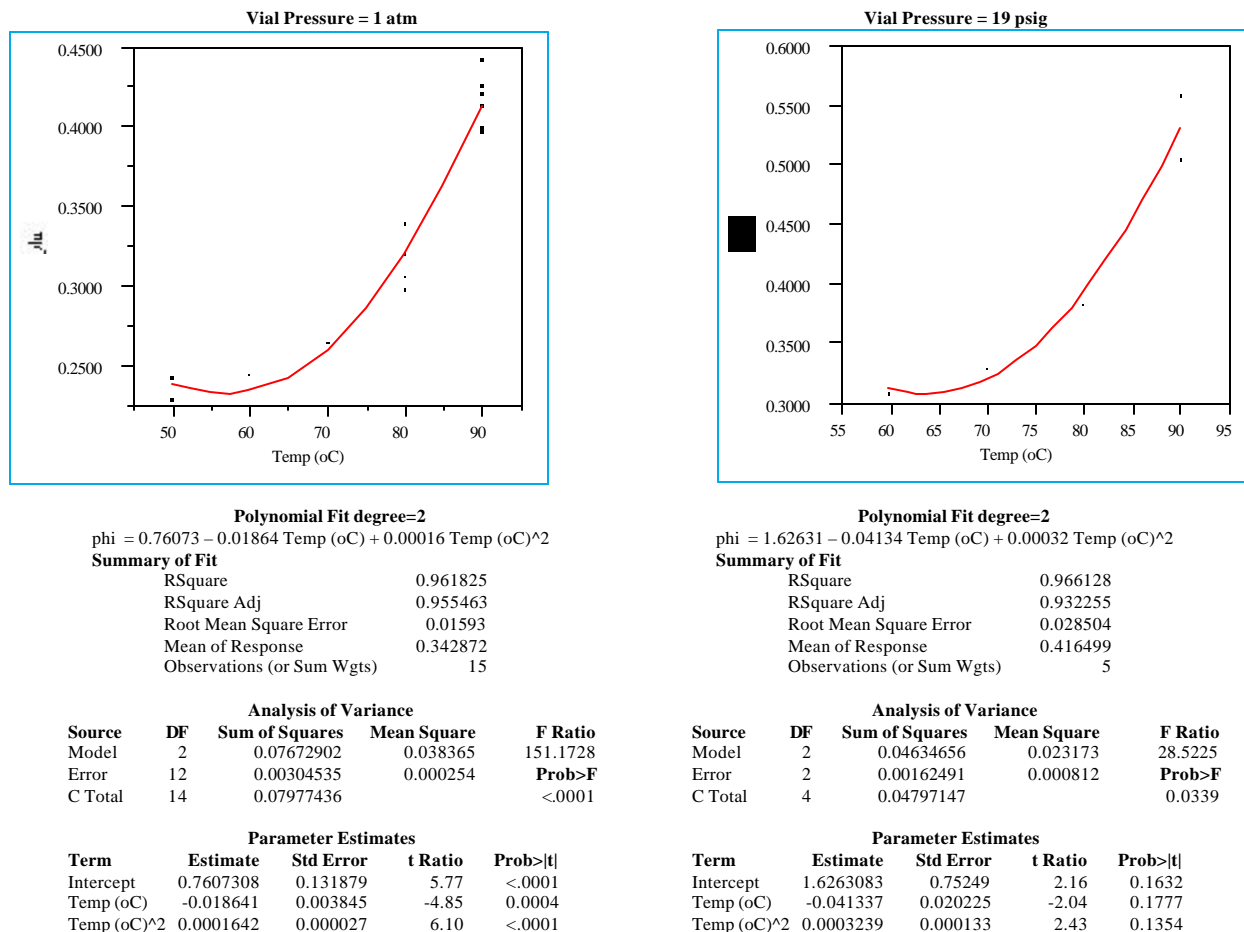 Vial Pressure = 1 atm
0.4500
0.4000
0.3500
0.3000
0.2500
50 60 70 80 90
Temp (oC)
Polynomial Fit degree=2
phi = 0.76073 – 0.01864 Temp (oC) + 0.00016 Temp (oC)^2
Summary of Fit
RSquare 0.961825
RSquare Adj 0.955463
Root Mean Square Error 0.01593
Mean of Response 0.342872
Observations (or Sum Wgts) 15
Analysis of Variance
Source DF Sum of Squares Mean Square F Ratio
Model 2 0.07672902 0.038365 151.1728
Error 12 0.00304535 0.000254 Prob>F
C Total 14 0.07977436 <.0001
Parameter Estimates
Term Estimate Std Error t Ratio Prob>|t|
Intercept 0.7607308 0.131879 5.77 <.0001
Temp (oC) -0.018641 0.003845 -4.85 0.0004
Temp (oC)^2 0.0001642 0.000027 6.10 <.0001
Vial Pressure = 19 psig
0.6000
0.5500
0.5000
0.4500
0.4000
0.3500
0.3000
55 60 65 70 75 80 85 90 95
Temp (oC)
Polynomial Fit degree=2
phi = 1.62631 – 0.04134 Temp (oC) + 0.00032 Temp (oC)^2
Summary of Fit
RSquare 0.966128
RSquare Adj 0.932255
Root Mean Square Error 0.028504
Mean of Response 0.416499
Observations (or Sum Wgts) 5
Analysis of Variance
Source DF Sum of Squares Mean Square F Ratio
Model 2 0.04634656 0.023173 28.5225
Error 2 0.00162491 0.000812 Prob>F
C Total 4 0.04797147 0.0339
Parameter Estimates
Term Estimate Std Error t Ratio Prob>|t|
Intercept 1.6263083 0.75249 2.16 0.1632
Temp (oC) -0.041337 0.020225 -2.04 0.1777
Temp (oC)^2 0.0003239 0.000133 2.43 0.1354